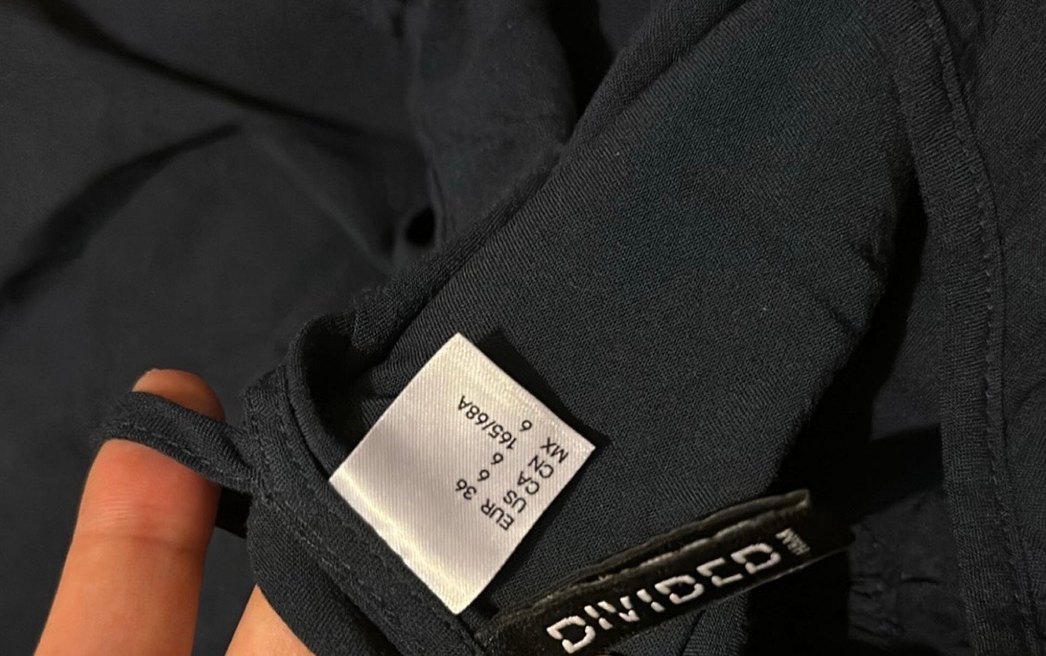 EUR 36
US 6
CA 6
CN 165/68A
MX 6
DIVIDED H&M